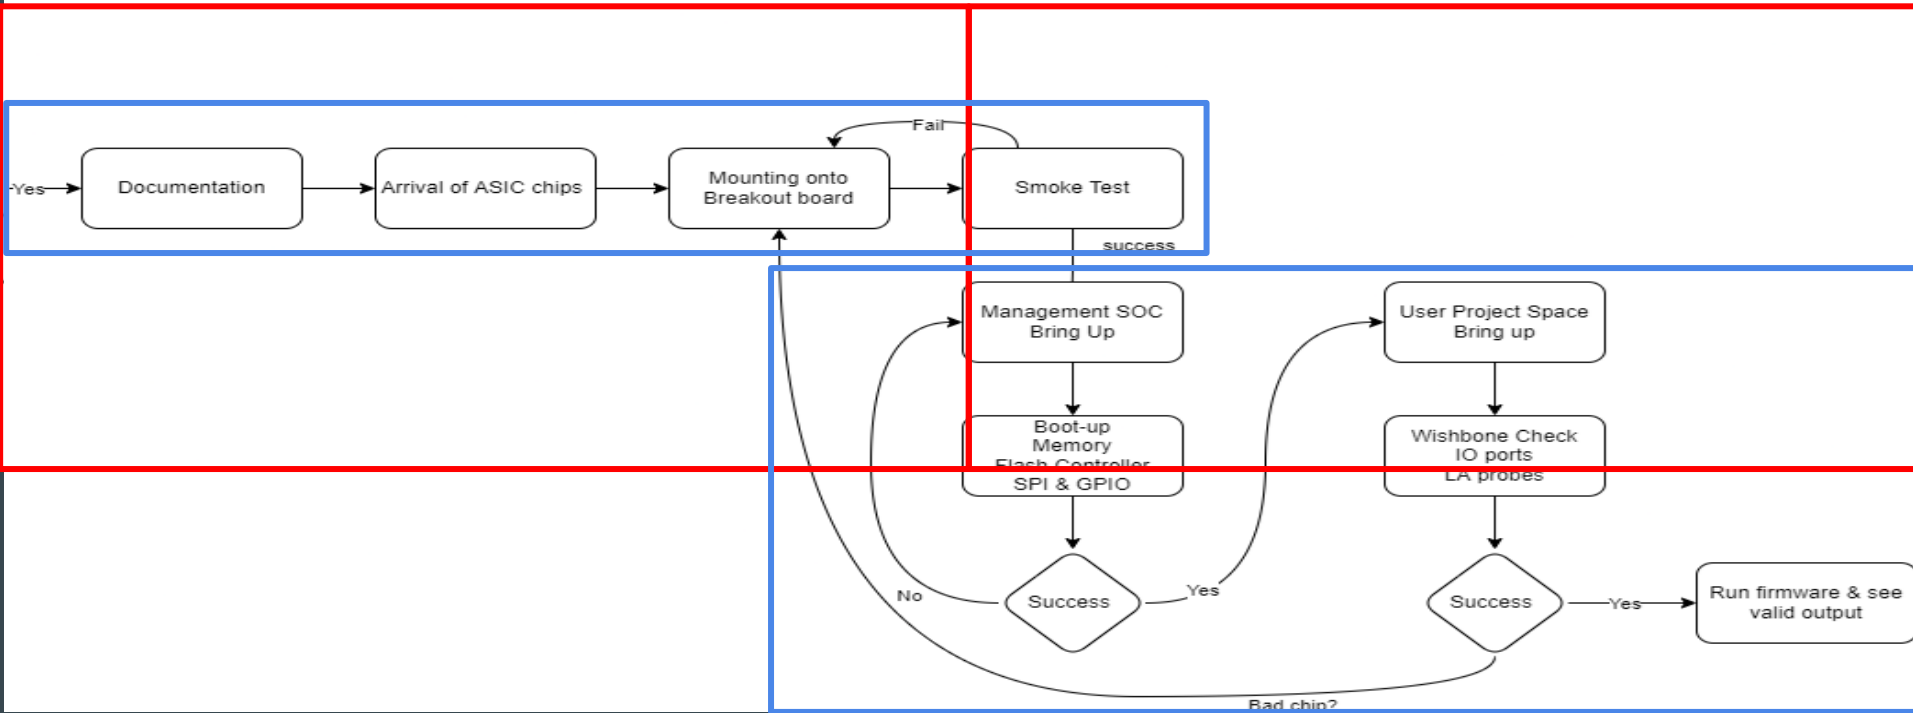 Fail
Yes
Documentation
Arrival of ASIC chips
Mounting onto
Breakout board
Smoke Test
success
Management SOC
Bring Up
User Project Space
Bring up
Boot-up
Memory
Flash Controller
SPI & GPIO
Wishbone Check
IO ports
LA probes
No
Success
Yes
Success
Yes
Run firmware & see
valid output
Bad chip?